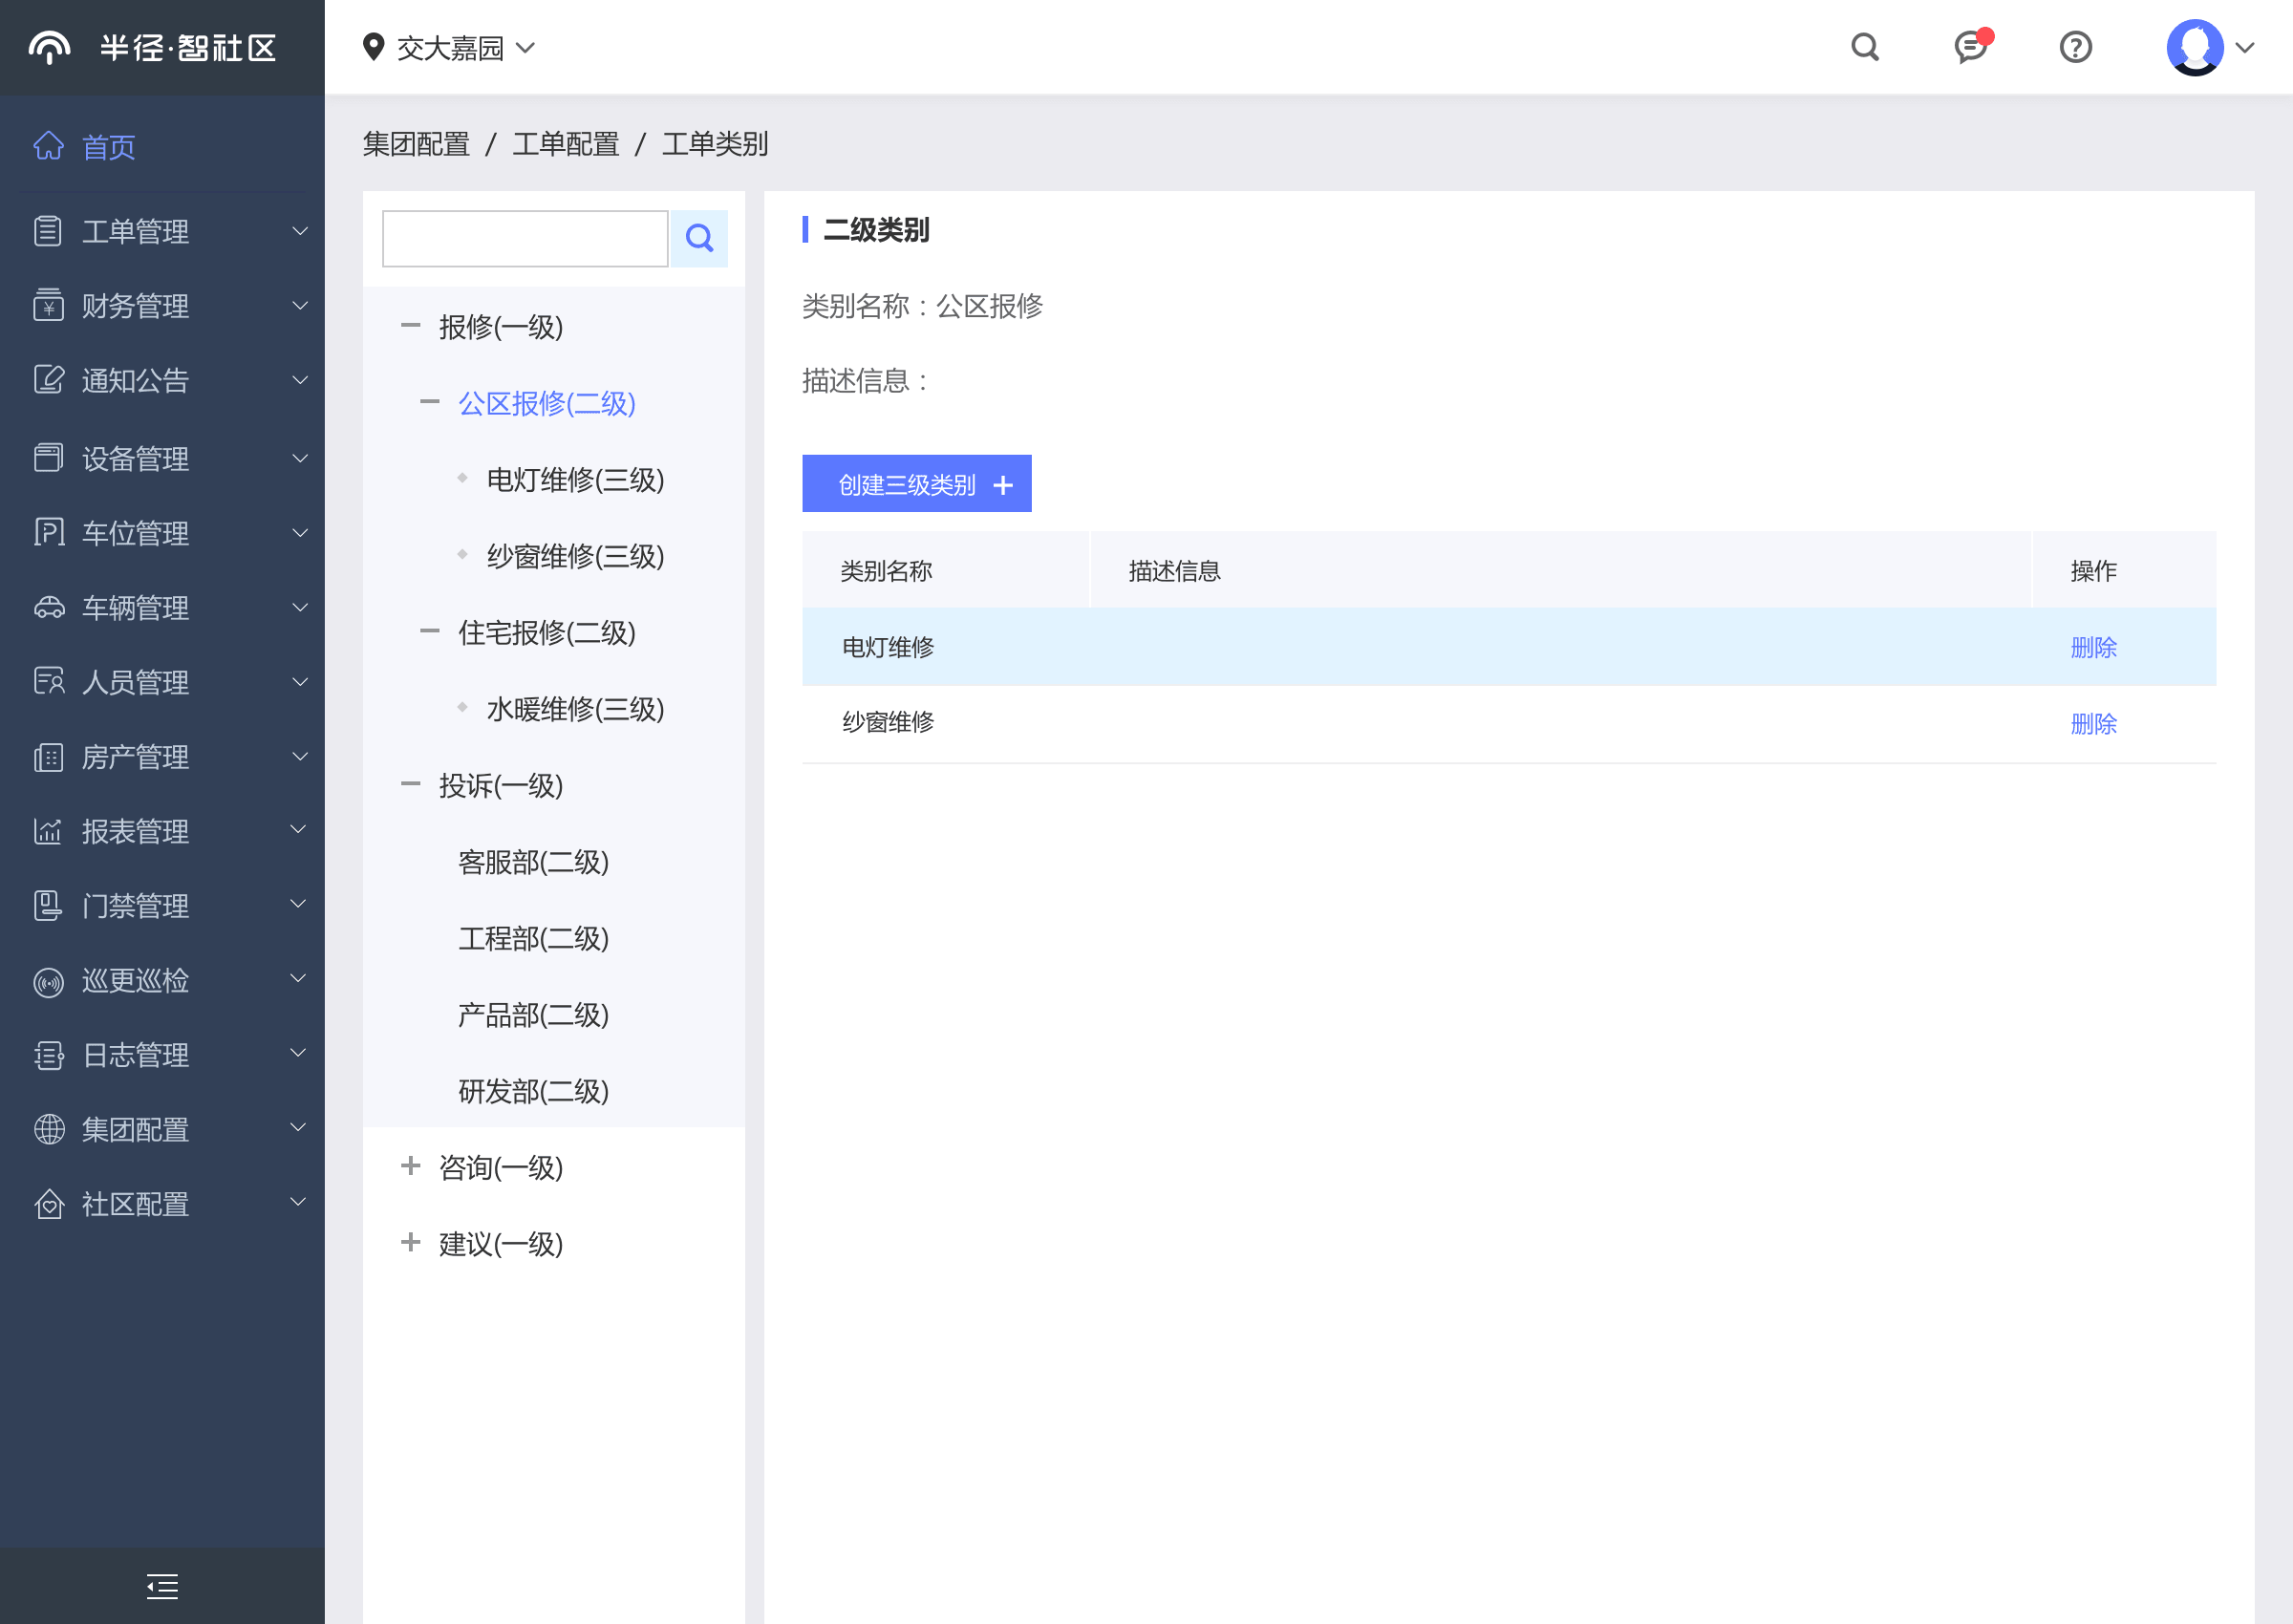 半径·智社区
交大嘉园
首页
工单管理
财务管理
通知公告
设备管理
车位管理
车辆管理
人员管理
房产管理
报表管理
门禁管理
巡更巡检
日志管理
集团配置
社区配置
集团配置 / 工单配置 / 工单类别
报修(一级)
公区报修(二级)
电灯维修(三级)
纱窗维修(三级)
住宅报修(二级)
水暖维修(三级)
投诉(一级)
客服部(二级)
工程部(二级)
产品部(二级)
研发部(二级)
咨询(一级)
建议(一级)
二级类别
类别名称：公区报修
描述信息：
创建三级类别 +
类别名称 描述信息 操作
电灯维修 删除
纱窗维修 删除